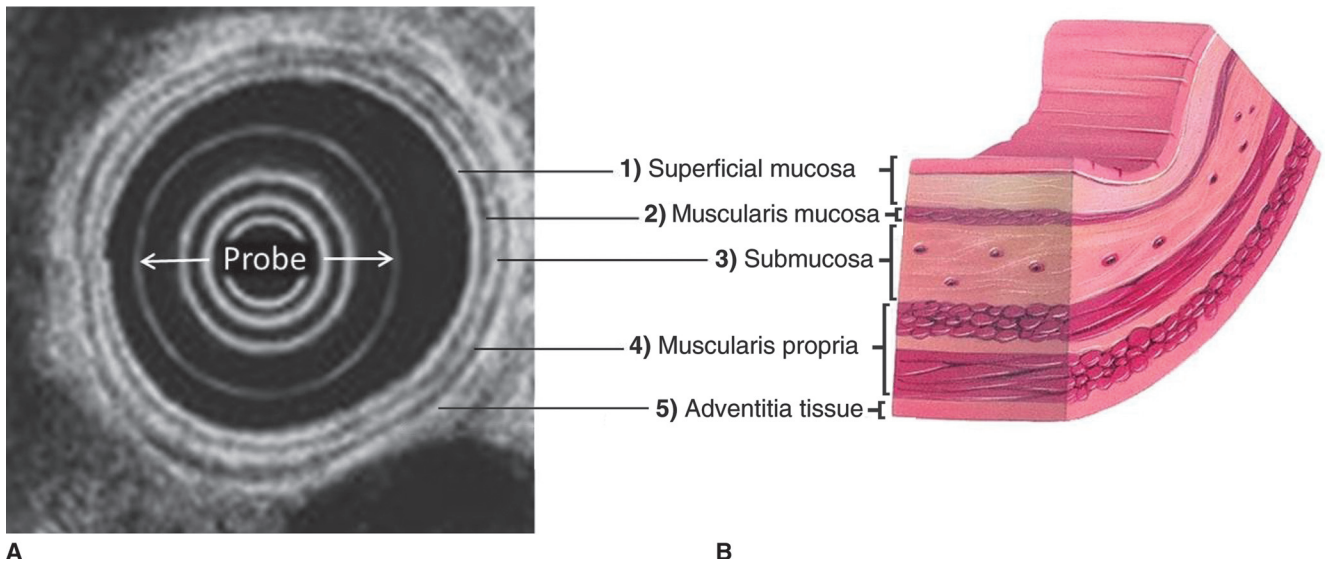 1) Superficial mucosa
2) Muscularis mucosa
Probe
3) Submucosa
4) Muscularis propria
5) Adventitia tissue
A
B